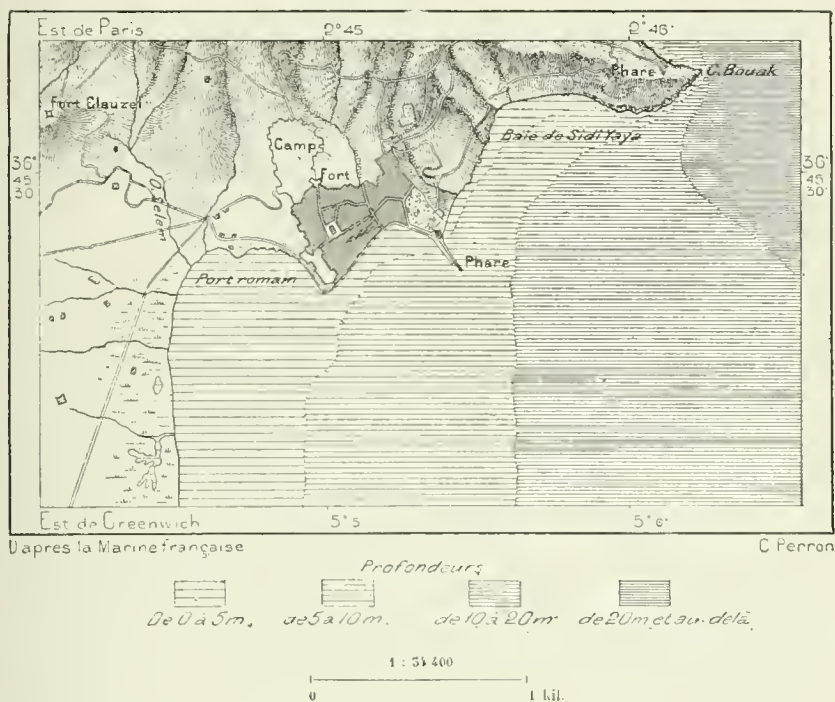 Est de Paris 2°45' 2°46'
Phare C. Bouak
Fort Clauzel
Baie de Sidi Yaya
Camp
36° 45' 30" 36° 45' 30"
Fort
O. Selem
Phare
Port romain
Est de Greenwich 5°5' 5°6'
D'après la Marine française C. Perron
Profondeurs
De 0 à 5 m. de 5 à 10 m. de 10 à 20 m. de 20 m. et au-delà
0 1 kil.